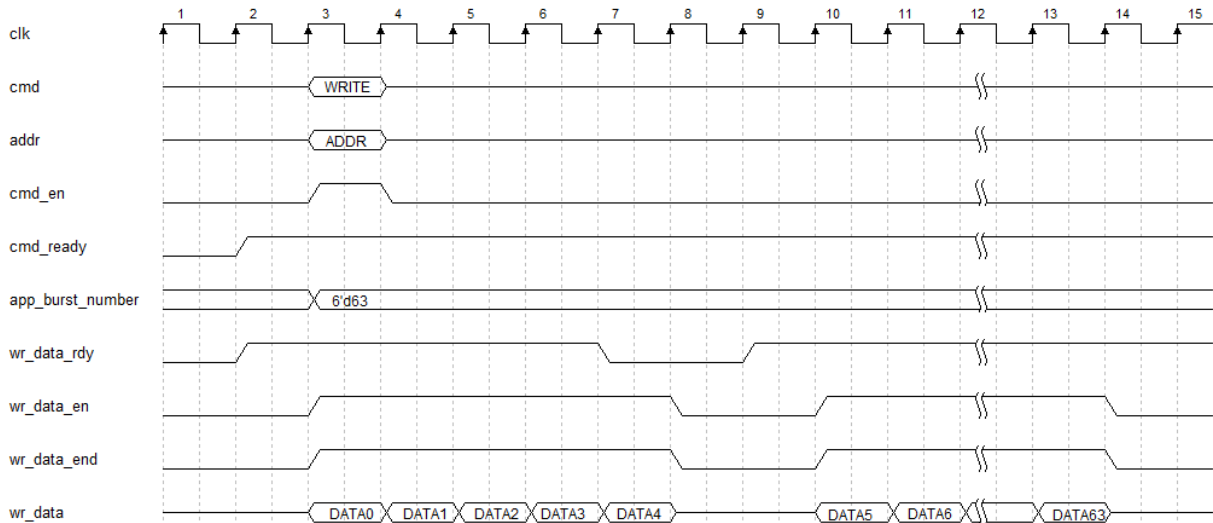 1 2 3 4 5 6 7 8 9 10 11 12 13 14 15
clk
cmd WRITE
addr ADDR
cmd_en
cmd_ready
app_burst_number 6'd63
wr_data_rdy
wr_data_en
wr_data_end
wr_data DATA0 DATA1 DATA2 DATA3 DATA4 DATA5 DATA6 DATA63